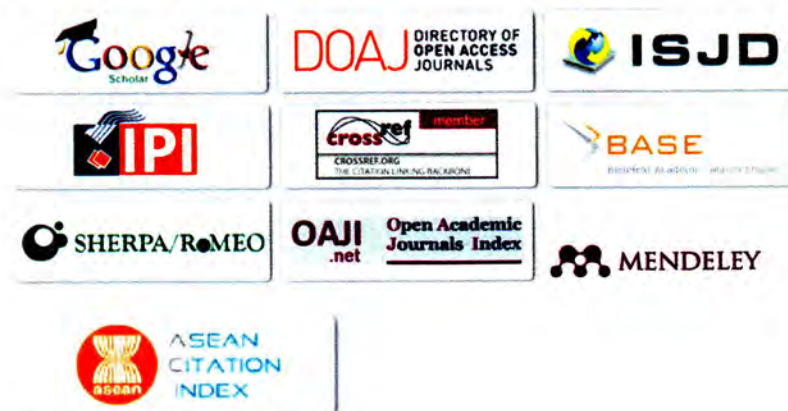 Google
Scholar
DOAJ
DIRECTORY OF
OPEN ACCESS
JOURNALS
ISJD
IPI
crossref
member
CROSSREF.ORG
THE CITATION LINKING BACKBONE
BASE
SHERPA/RoMEO
OAJI
.net
Open Academic
Journals Index
MENDELEY
asean
ASEAN
CITATION
INDEX